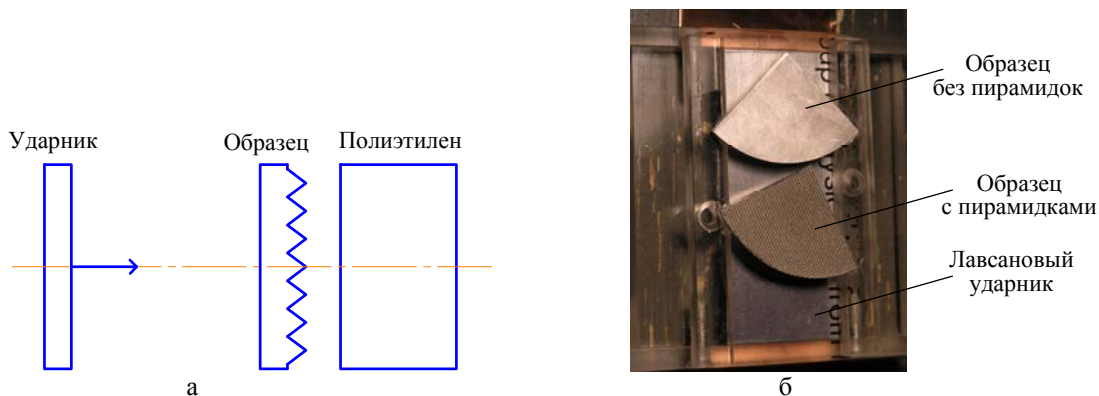 Ударник
Образец
Полиэтилен
а
Образец
без пирамидок
Образец
с пирамидками
Лавсановый
ударник
б